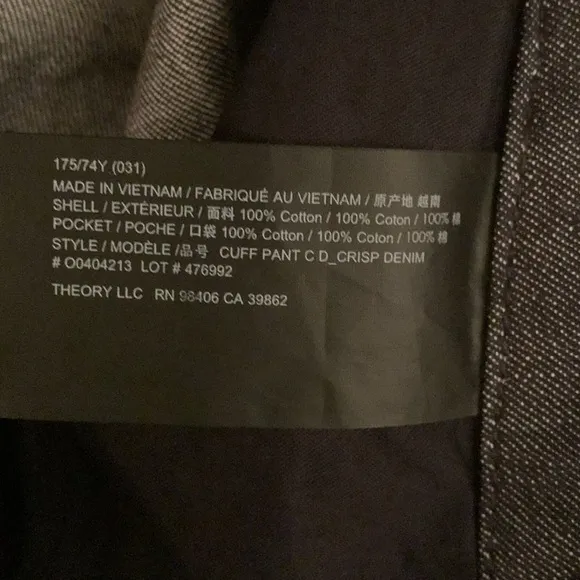 175/74Y (031)
MADE IN VIETNAM / FABRIQUÉ AU VIETNAM / 原产地 越南
SHELL / EXTÉRIEUR / 面料 100% Cotton / 100% Coton / 100% 棉
POCKET / POCHE / 口袋 100% Cotton / 100% Coton / 100% 棉
STYLE / MODÈLE /品号 CUFF PANT C D_CRISP DENIM
# O0404213 LOT # 476992
THEORY LLC RN 98406 CA 39862